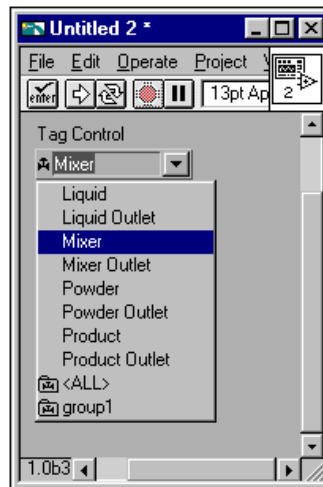 Untitled 2 *
File Edit Operate Project
enter 13pt Ap 2
Tag Control
Mixer
Liquid
Liquid Outlet
Mixer
Mixer Outlet
Powder
Powder Outlet
Product
Product Outlet
<ALL>
group1
1.0b3